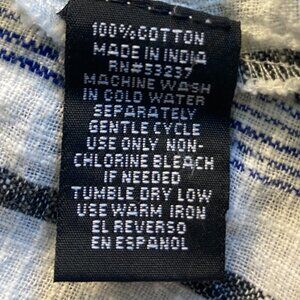 100% COTTON
MADE IN INDIA
RN#53237
MACHINE WASH
IN COLD WATER
SEPARATELY
GENTLE CYCLE
USE ONLY NON-
CHLORINE BLEACH
IF NEEDED
TUMBLE DRY LOW
USE WARM IRON
EL REVERSO
EN ESPANOL